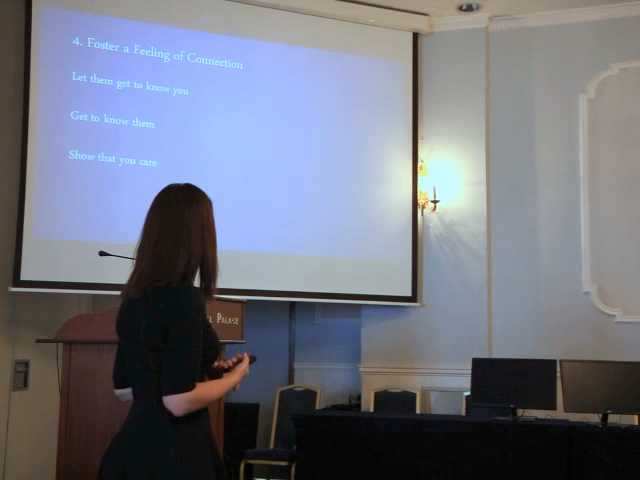 4. Foster a Feeling of Connection
Let them get to know you
Get to know them
Show that you care
Palace